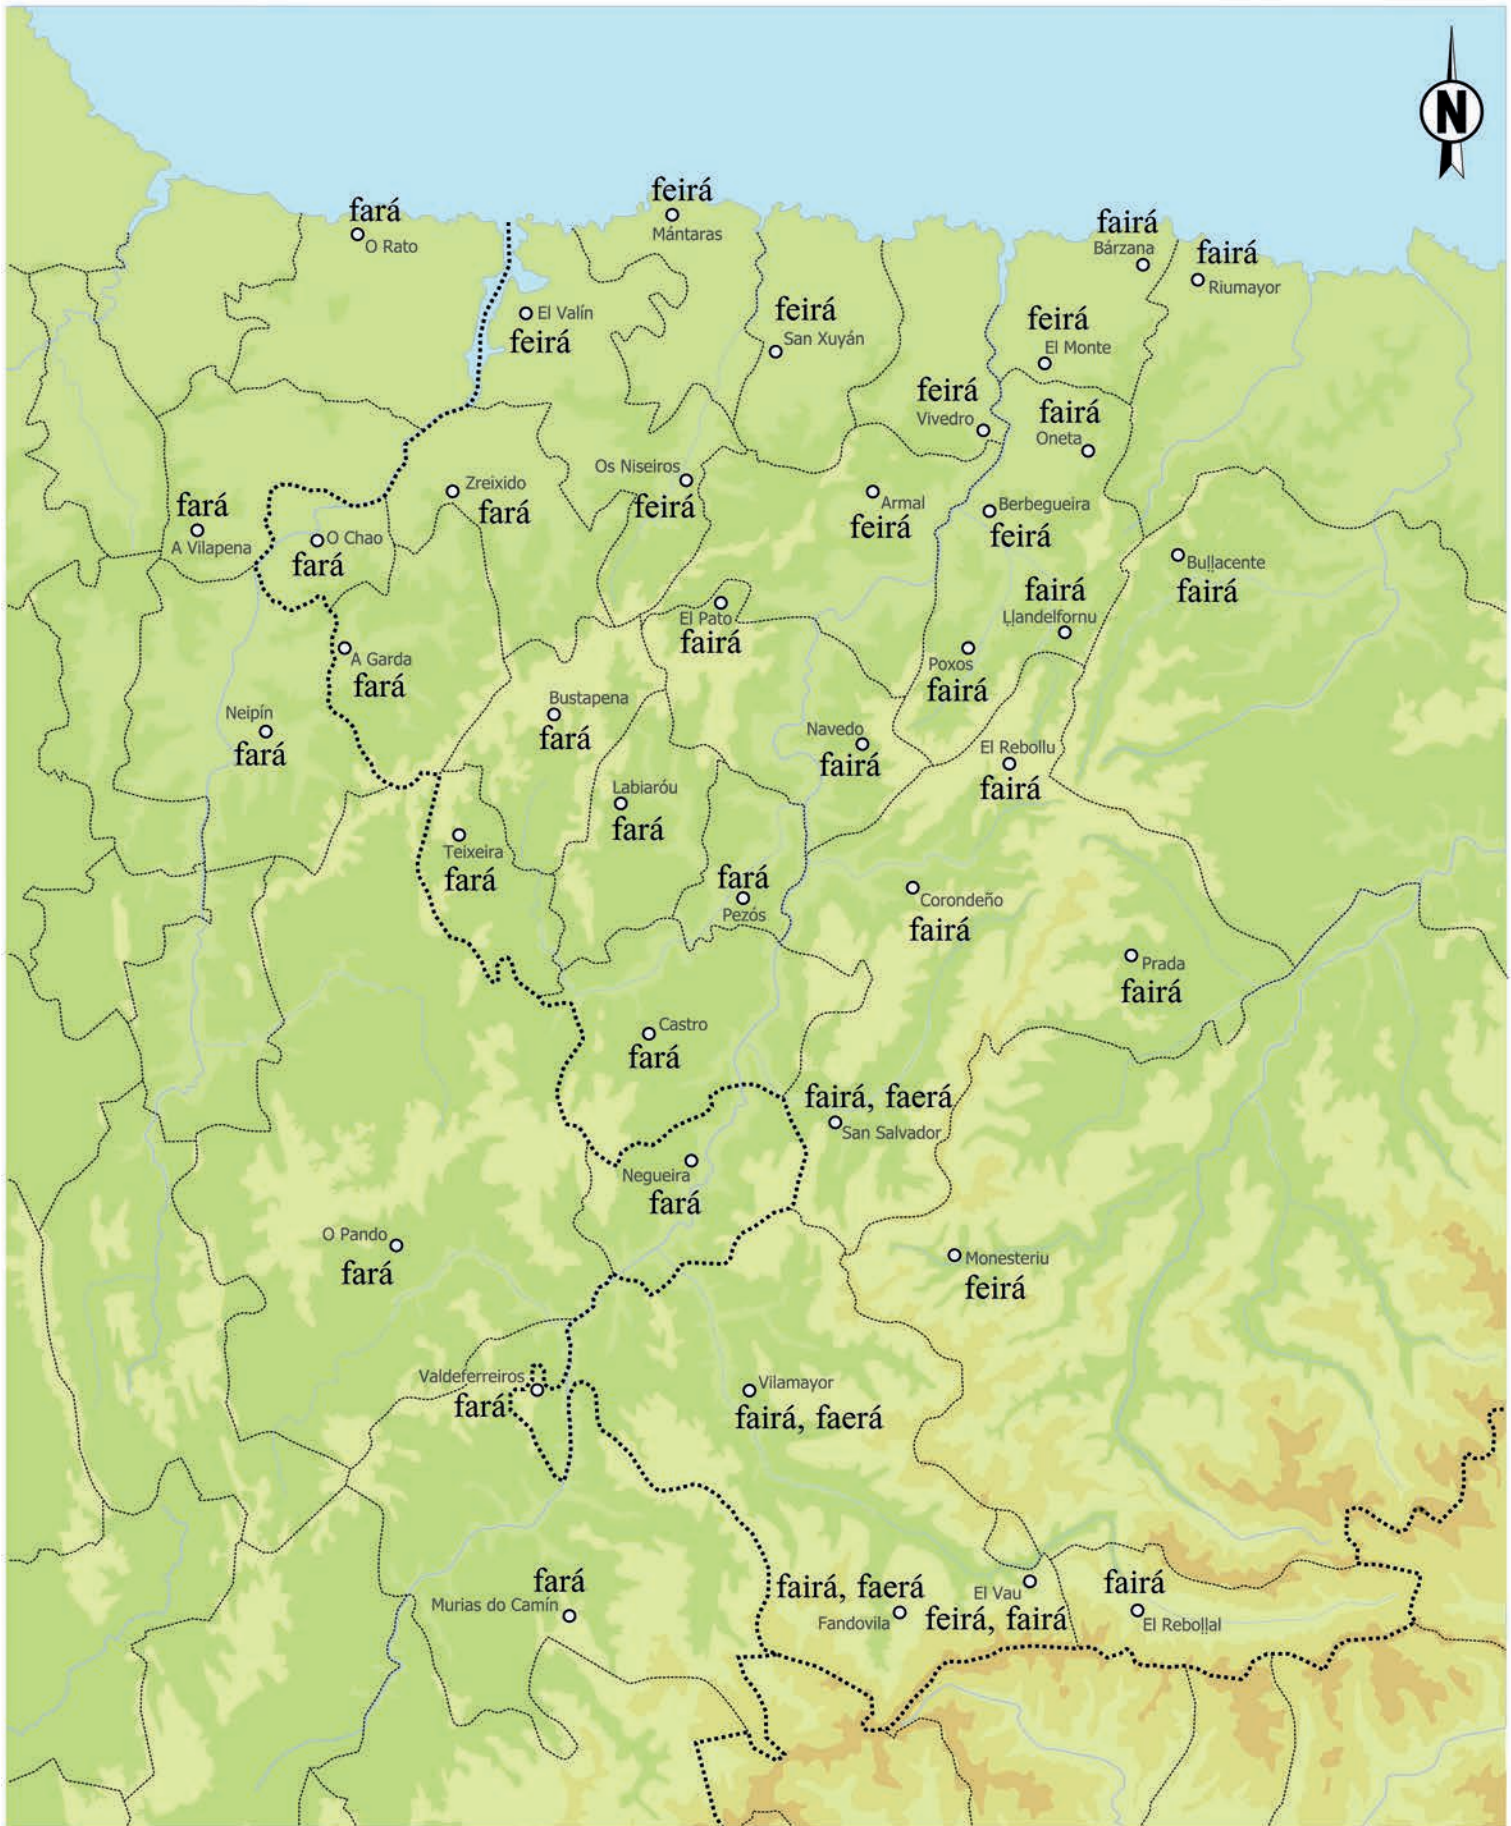 N
feirá
Mántaras
fará
O Rato
fairá
Bárzana
fairá
Riumayor
El Valín
feirá
feirá
San Xuyán
feirá
El Monte
feirá
Vivedro
fairá
Oneta
Os Niseiros
feirá
Zreixido
fará
fará
A Vilapena
O Chao
fará
Armal
feirá
Berbegueira
feirá
Buḷḷacente
fairá
fairá
Ḷḷandelfornu
El Pato
fairá
A Garda
fará
Poxos
fairá
Neipín
fará
Bustapena
fará
Navedo
fairá
El Rebollu
fairá
Labiaróu
fará
Teixeira
fará
fará
Pezós
Corondeño
fairá
Prada
fairá
Castro
fará
fairá, faerá
San Salvador
Negueira
fará
O Pando
fará
Monesteriu
feirá
Valdeferreiros
fará
Vilamayor
fairá, faerá
fará
Murias do Camín
fairá, faerá
Fandovila
El Vau
feirá, fairá
fairá
El Reboḷḷal